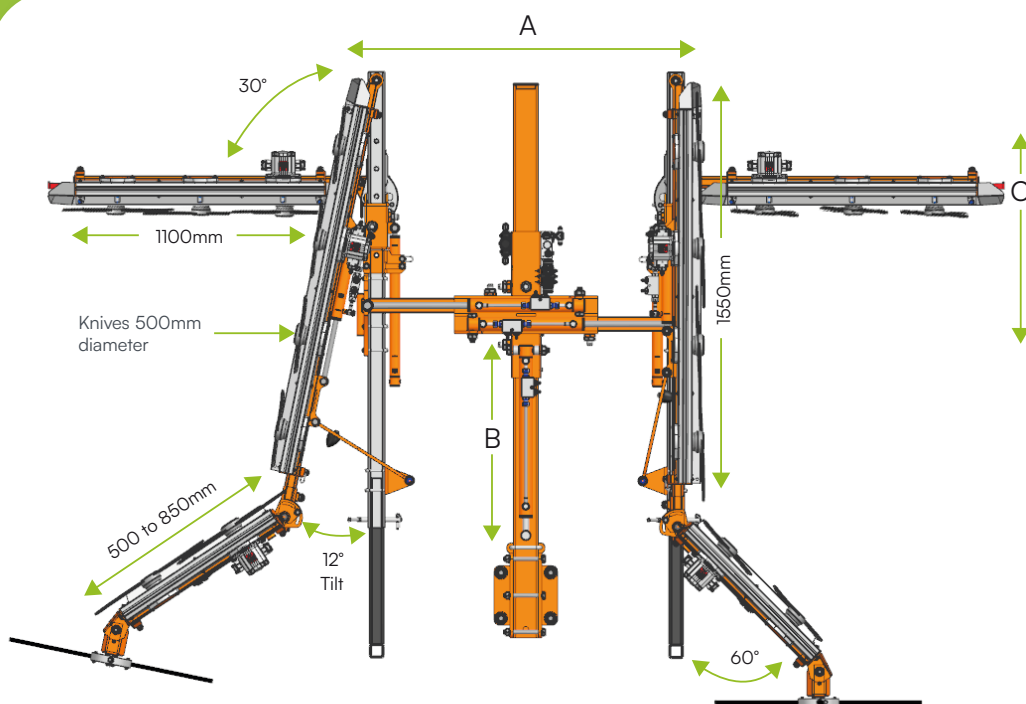 A
30°
C
1100mm
1550mm
Knives 500mm
diameter
B
500 to 850mm
12°
Tilt
60°